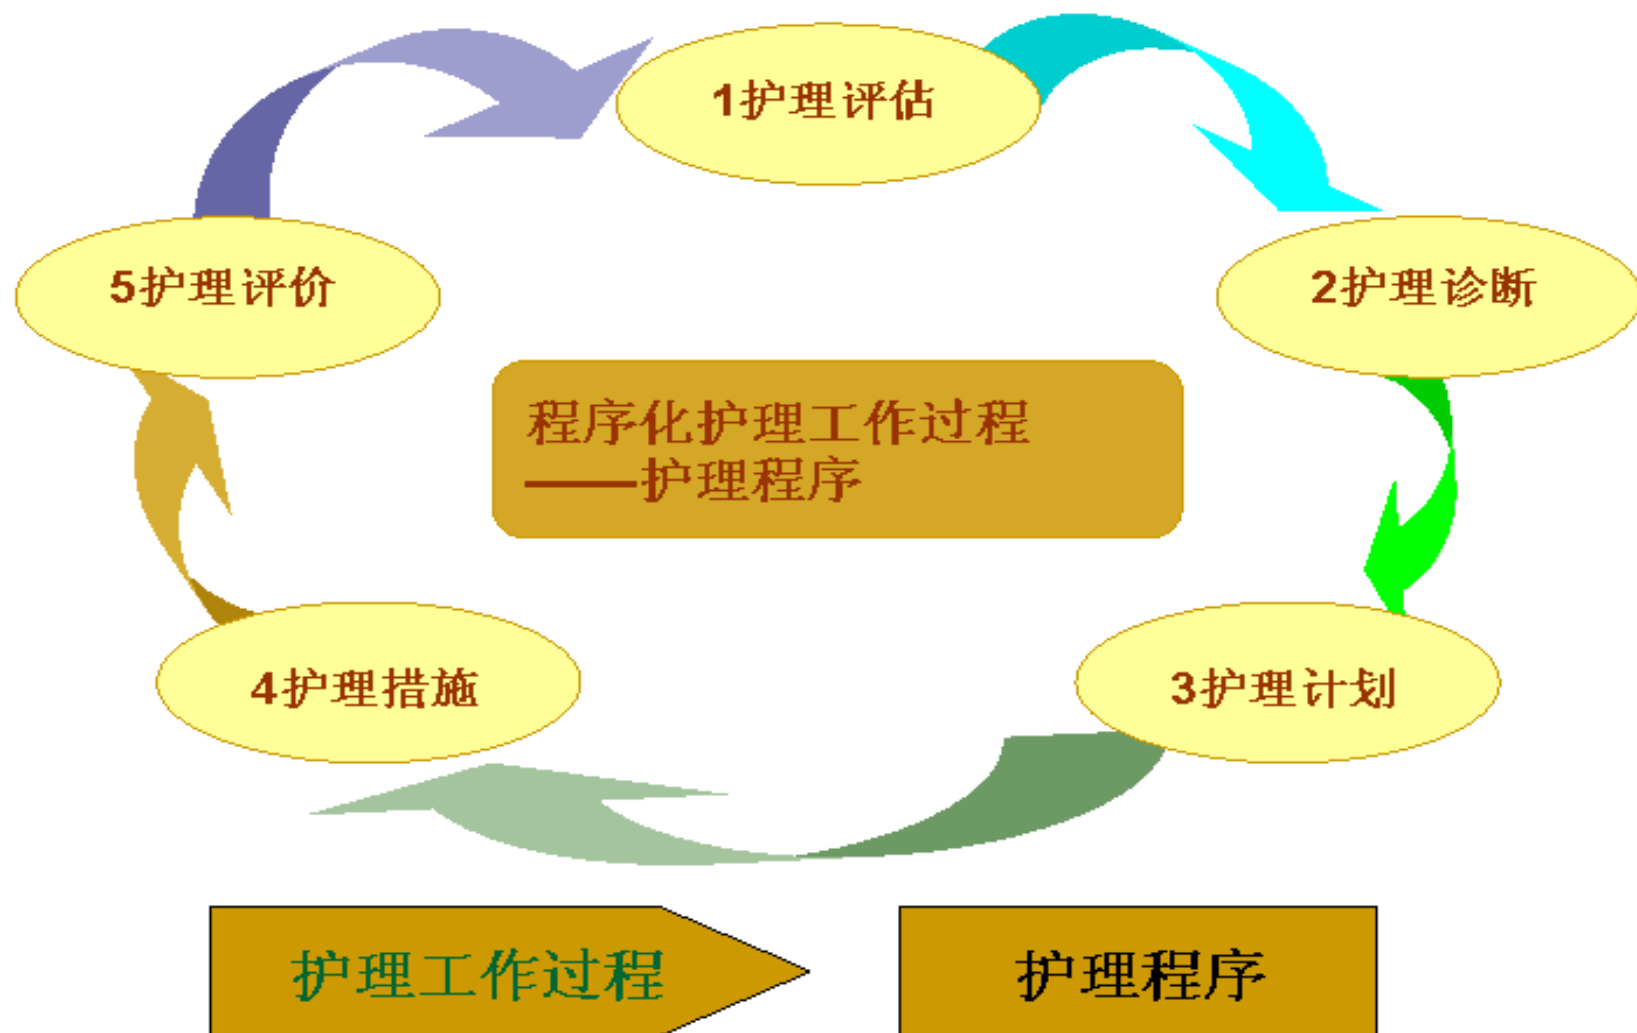 1护理评估
5护理评价
2护理诊断
程序化护理工作过程
——护理程序
4护理措施
3护理计划
护理工作过程
护理程序